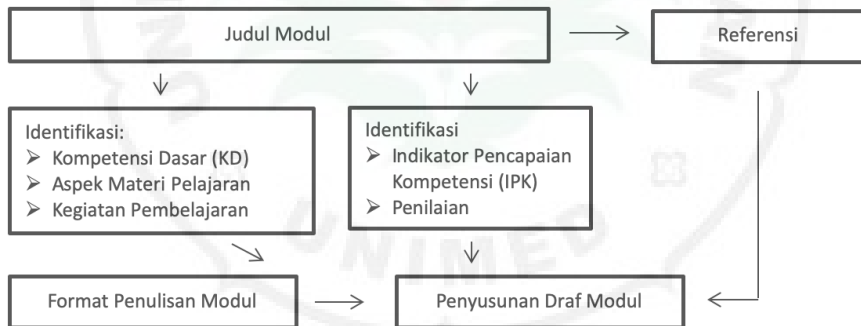 Judul Modul
Referensi
Identifikasi:
➢ Kompetensi Dasar (KD)
➢ Aspek Materi Pelajaran
➢ Kegiatan Pembelajaran
Identifikasi
➢ Indikator Pencapaian
Kompetensi (IPK)
➢ Penilaian
Format Penulisan Modul
Penyusunan Draf Modul
UNIMED